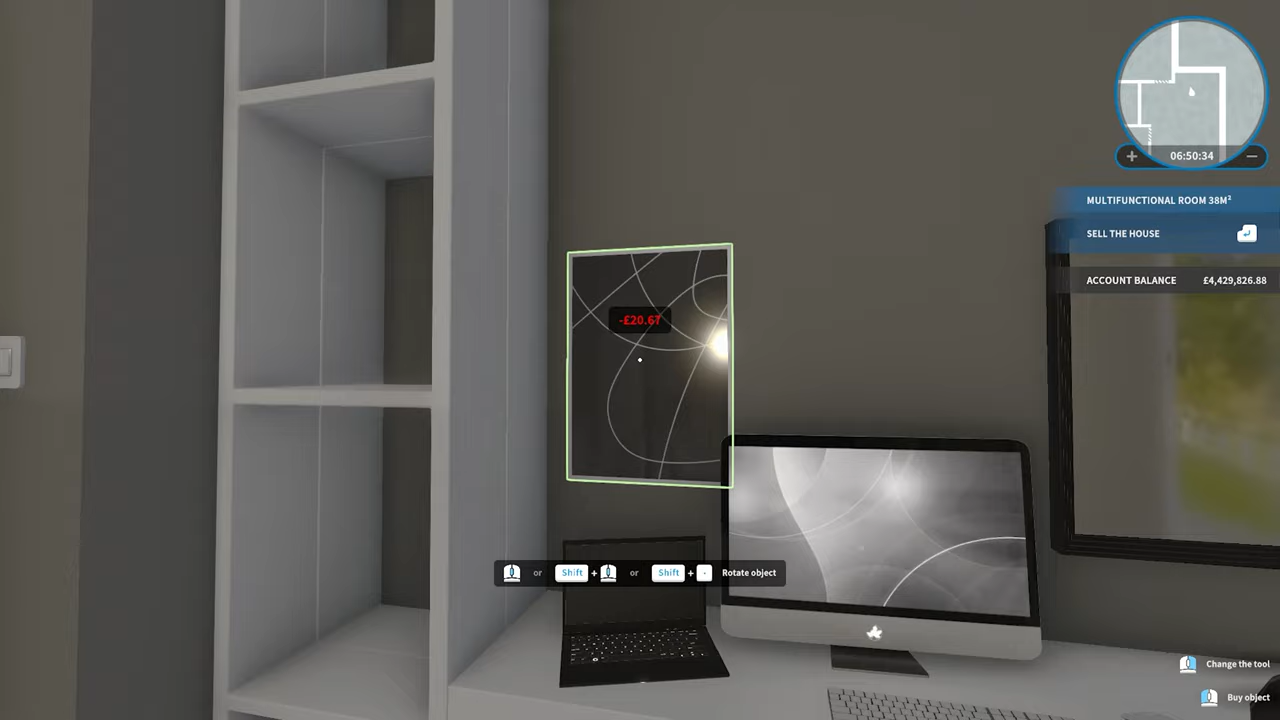 06:50:34
MULTIFUNCTIONAL ROOM 38M²
SELL THE HOUSE
ACCOUNT BALANCE £4,429,826.88
-£20.67
or Shift + or Shift + · Rotate object
Change the tool
Buy object